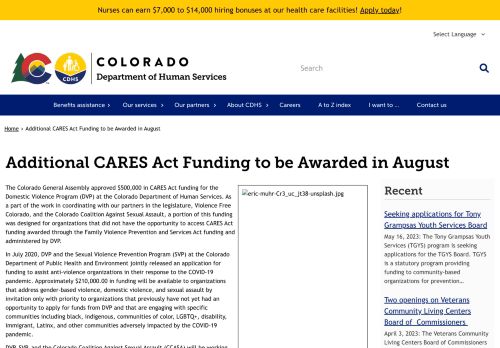 Nurses can earn $7,000 to $14,000 hiring bonuses at our health care facilities! Apply today!
Select Language
COLORADO
Department of Human Services
CDHS
Search
Benefits assistance
Our services
Our partners
About CDHS
Careers
A to Z index
I want to ...
Contact us
Home › Additional CARES Act Funding to be Awarded in August
Additional CARES Act Funding to be Awarded in August
The Colorado General Assembly approved $500,000 in CARES Act funding for the
Domestic Violence Program (DVP) at the Colorado Department of Human Services. As
a part of the work in coordinating with our partners in the legislature, Violence Free
Colorado, and the Colorado Coalition Against Sexual Assault, a portion of this funding
was designed for organizations that did not have the opportunity to access CARES Act
funding awarded through the Family Violence Prevention and Services Act funding and
administered by DVP.
In July 2020, DVP and the Sexual Violence Prevention Program (SVP) at the Colorado
Department of Public Health and Environment jointly released an application for
funding to assist anti-violence organizations in their response to the COVID-19
pandemic. Approximately $210,000.00 in funding will be available to organizations
that address gender-based violence, domestic violence, and sexual assault by
invitation only with priority to organizations that previously have not yet had an
opportunity to apply for funds from DVP and that are engaging with specific
communities including black, indigenous, communities of color, LGBTQ+, disability,
immigrant, Latinx, and other communities adversely impacted by the COVID-19
pandemic.
DVP, SVP, and the Colorado Coalition Against Sexual Assault (CCASA) will be working
eric-muhr-Cr3_uc_jt38-unsplash.jpg
Recent
Seeking applications for Tony
Grampsas Youth Services Board
May 16, 2023: The Tony Grampsas Youth
Services (TGYS) program is seeking
applications for the TGYS Board. TGYS
is a statutory program providing
funding to community-based
organizations for prevention...
Two openings on Veterans
Community Living Centers
Board of Commissioners
April 3, 2023: The Veterans Community
Living Centers Board of Commissioners